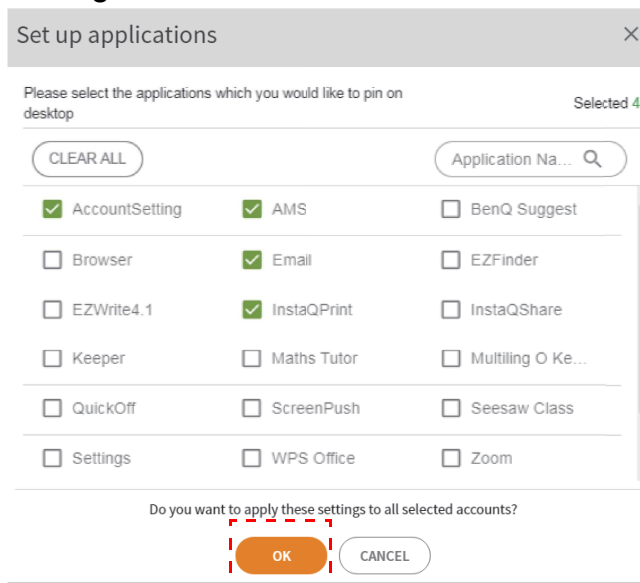 Set up applications
Please select the applications which you would like to pin on
desktop
Selected 4
CLEAR ALL
Application Na...
AccountSetting AMS BenQ Suggest
Browser Email EZFinder
EZWrite4.1 InstaQPrint InstaQShare
Keeper Maths Tutor Multiling O Ke...
QuickOff ScreenPush Seesaw Class
Settings WPS Office Zoom
Do you want to apply these settings to all selected accounts?
OK CANCEL